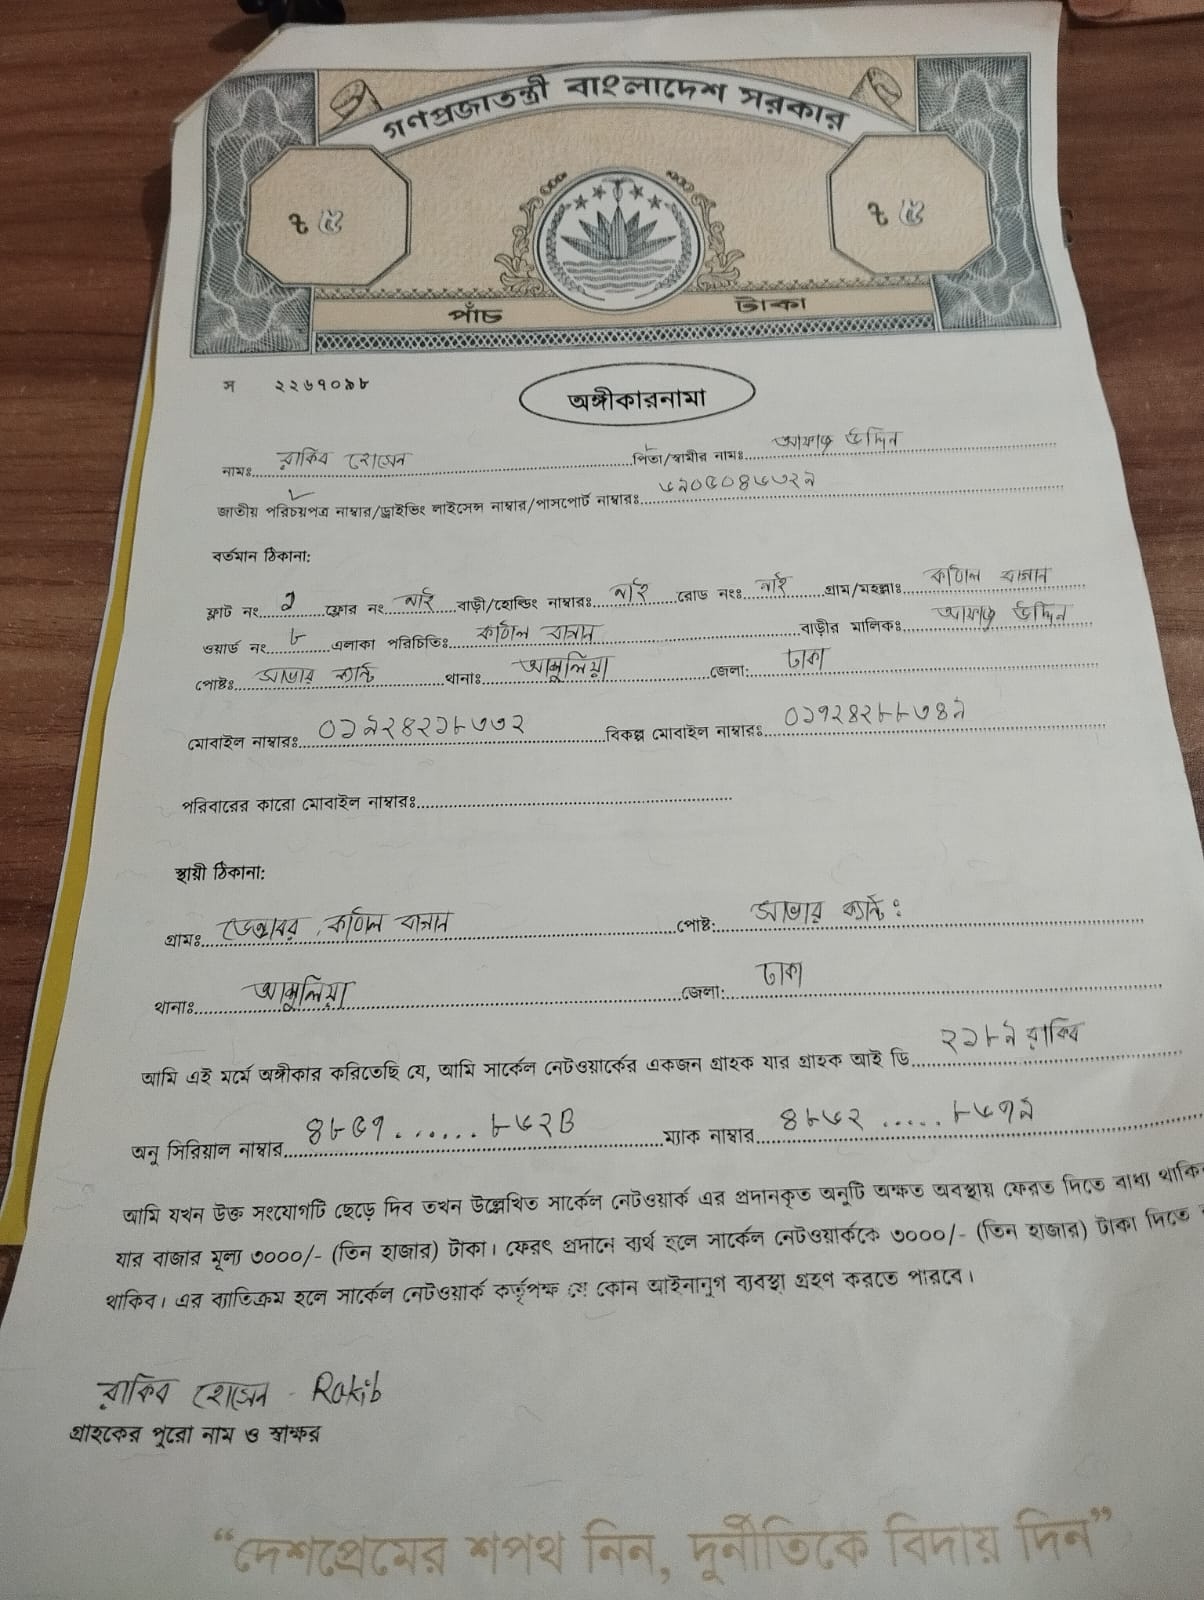 গণপ্রজাতন্ত্রী বাংলাদেশ সরকার
৳ ৫ ৳ ৫
পাঁচ টাকা
স ২২৬৭০৯৮
অঙ্গীকারনামা
নামঃ রাকিব হোসেন পিতা/স্বামীর নামঃ আফাজ উদ্দিন
জাতীয় পরিচয়পত্র নাম্বার/ড্রাইভিং লাইসেন্স নাম্বার/পাসপোর্ট নাম্বারঃ
বর্তমান ঠিকানা:
ফ্লাট নং ১ ফ্লোর নং নাই বাড়ী/হোল্ডিং নাম্বারঃ নাই রোড নংঃ নাই গ্রাম/মহল্লাঃ কাঠাল বাগান
ওয়ার্ড নং ৮ এলাকা পরিচিতিঃ কাঠাল বাগান বাড়ীর মালিকঃ আফাজ উদ্দিন
পোষ্টঃ সাভার ক্যান্ট থানাঃ আশুলিয়া জেলা: ঢাকা
মোবাইল নাম্বারঃ ০১৯২৪২১৮৩৩২ বিকল্প মোবাইল নাম্বারঃ ০১৭২৪২৮৮৩৪৯
পরিবারের কারো মোবাইল নাম্বারঃ
স্থায়ী ঠিকানা:
গ্রামঃ ডেন্ডাবর, কাঠাল বাগান পোষ্ট: সাভার ক্যান্ট:
থানাঃ আশুলিয়া জেলা: ঢাকা
আমি এই মর্মে অঙ্গীকার করিতেছি যে, আমি সার্কেল নেটওয়ার্কের একজন গ্রাহক যার গ্রাহক আই ডি ২১৮৯ রাকিব
অনু সিরিয়াল নাম্বার ৪৮৫৭.......৮৬২B ম্যাক নাম্বার ৪৮৬২.....৮৬৭৯
আমি যখন উক্ত সংযোগটি ছেড়ে দিব তখন উল্লেখিত সার্কেল নেটওয়ার্ক এর প্রদানকৃত অনুটি অক্ষত অবস্থায় ফেরত দিতে বাধ্য থাকি
যার বাজার মূল্য ৩০০০/- (তিন হাজার) টাকা। ফেরৎ প্রদানে ব্যর্থ হলে সার্কেল নেটওয়ার্ককে ৩০০০/- (তিন হাজার) টাকা দিতে
থাকিব। এর ব্যাতিক্রম হলে সার্কেল নেটওয়ার্ক কর্তৃপক্ষ যে কোন আইনানুগ ব্যবস্থা গ্রহণ করতে পারবে।
রাকিব হোসেন - Rakib
গ্রাহকের পুরো নাম ও স্বাক্ষর
“দেশপ্রেমের শপথ নিন, দুর্নীতিকে বিদায় দিন”